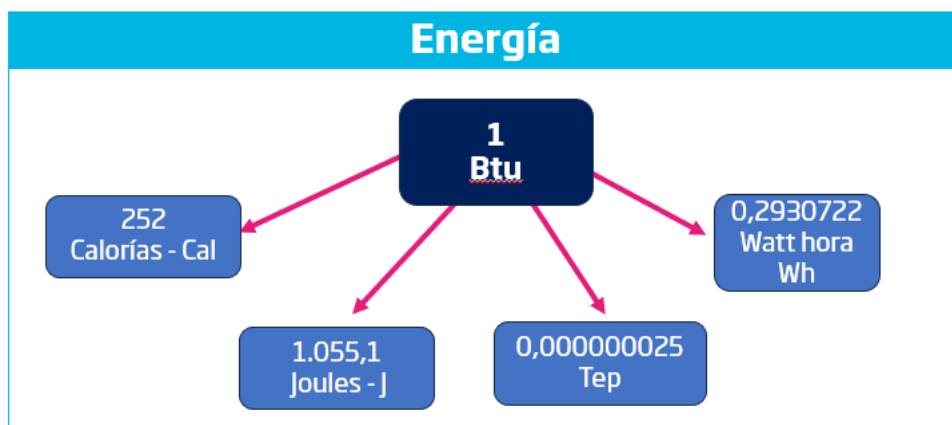 Energía
1
Btu
252
Calorías - Cal
0,2930722
Watt hora
Wh
1.055,1
Joules - J
0,000000025
Tep